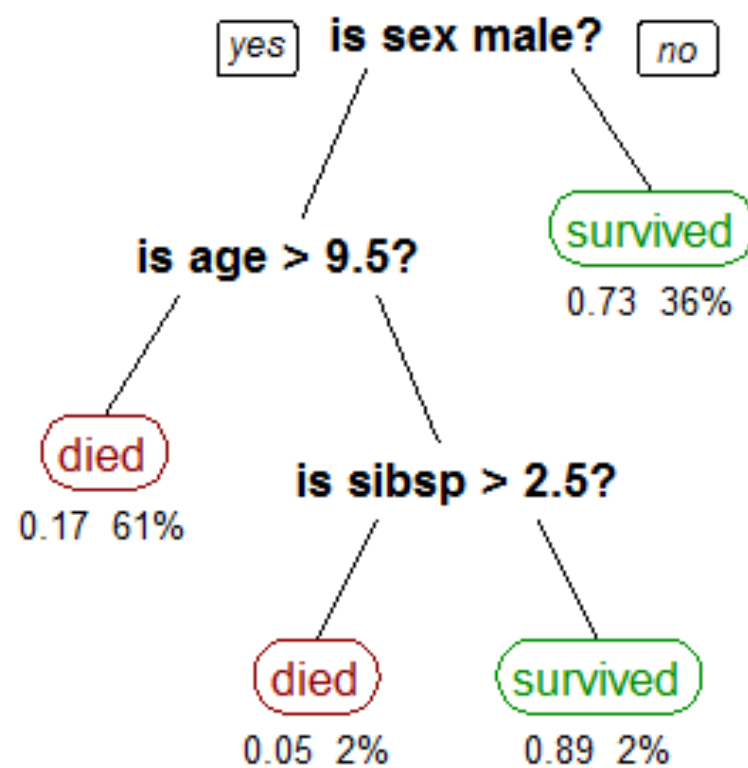 yes is sex male? no
survived
is age > 9.5?
0.73 36%
died
is sibsp > 2.5?
0.17 61%
died survived
0.05 2% 0.89 2%